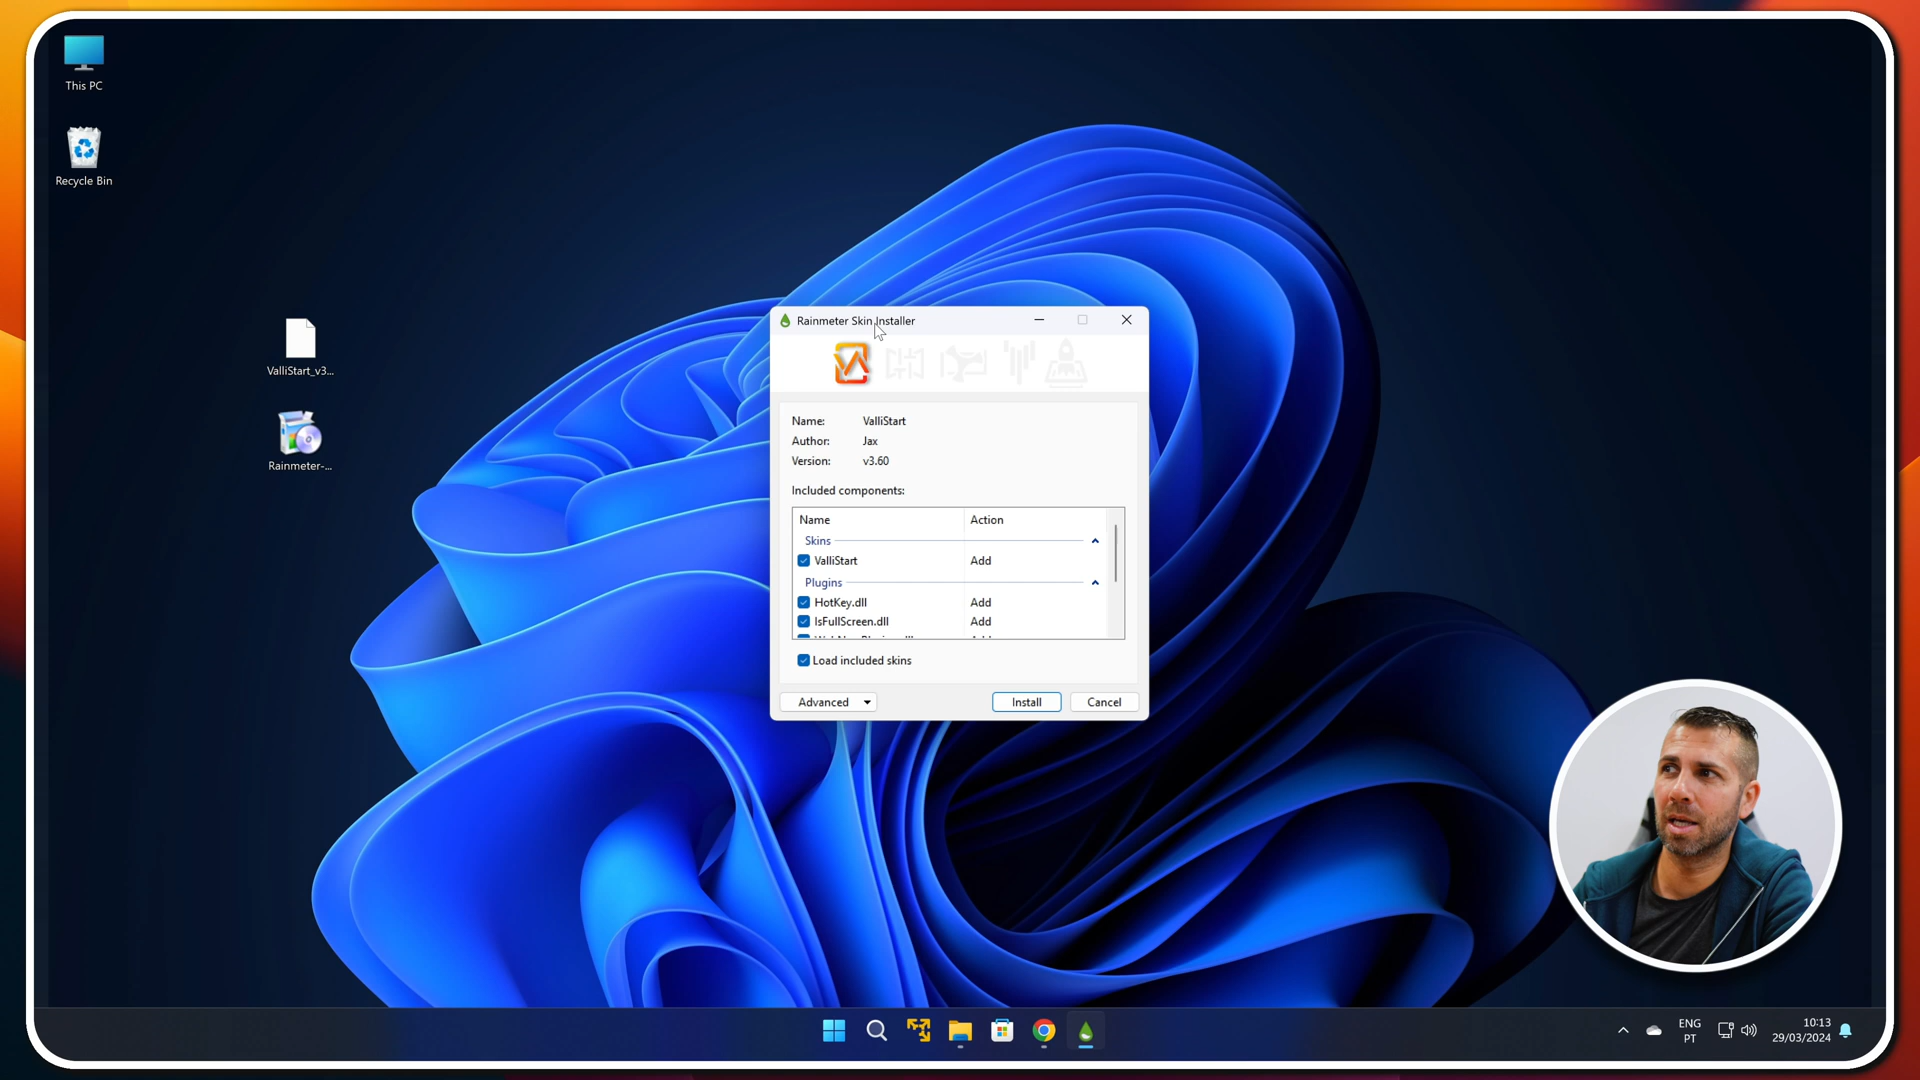 This PC
Recycle Bin
ValliStart_v3...
Rainmeter-...
Rainmeter Skin Installer
Name: ValliStart
Author: Jax
Version: v3.60
Included components:
Name Action
Skins
ValliStart Add
Plugins
HotKey.dll Add
IsFullScreen.dll Add
Load included skins
Advanced Install Cancel
ENG
PT
10:13
29/03/2024